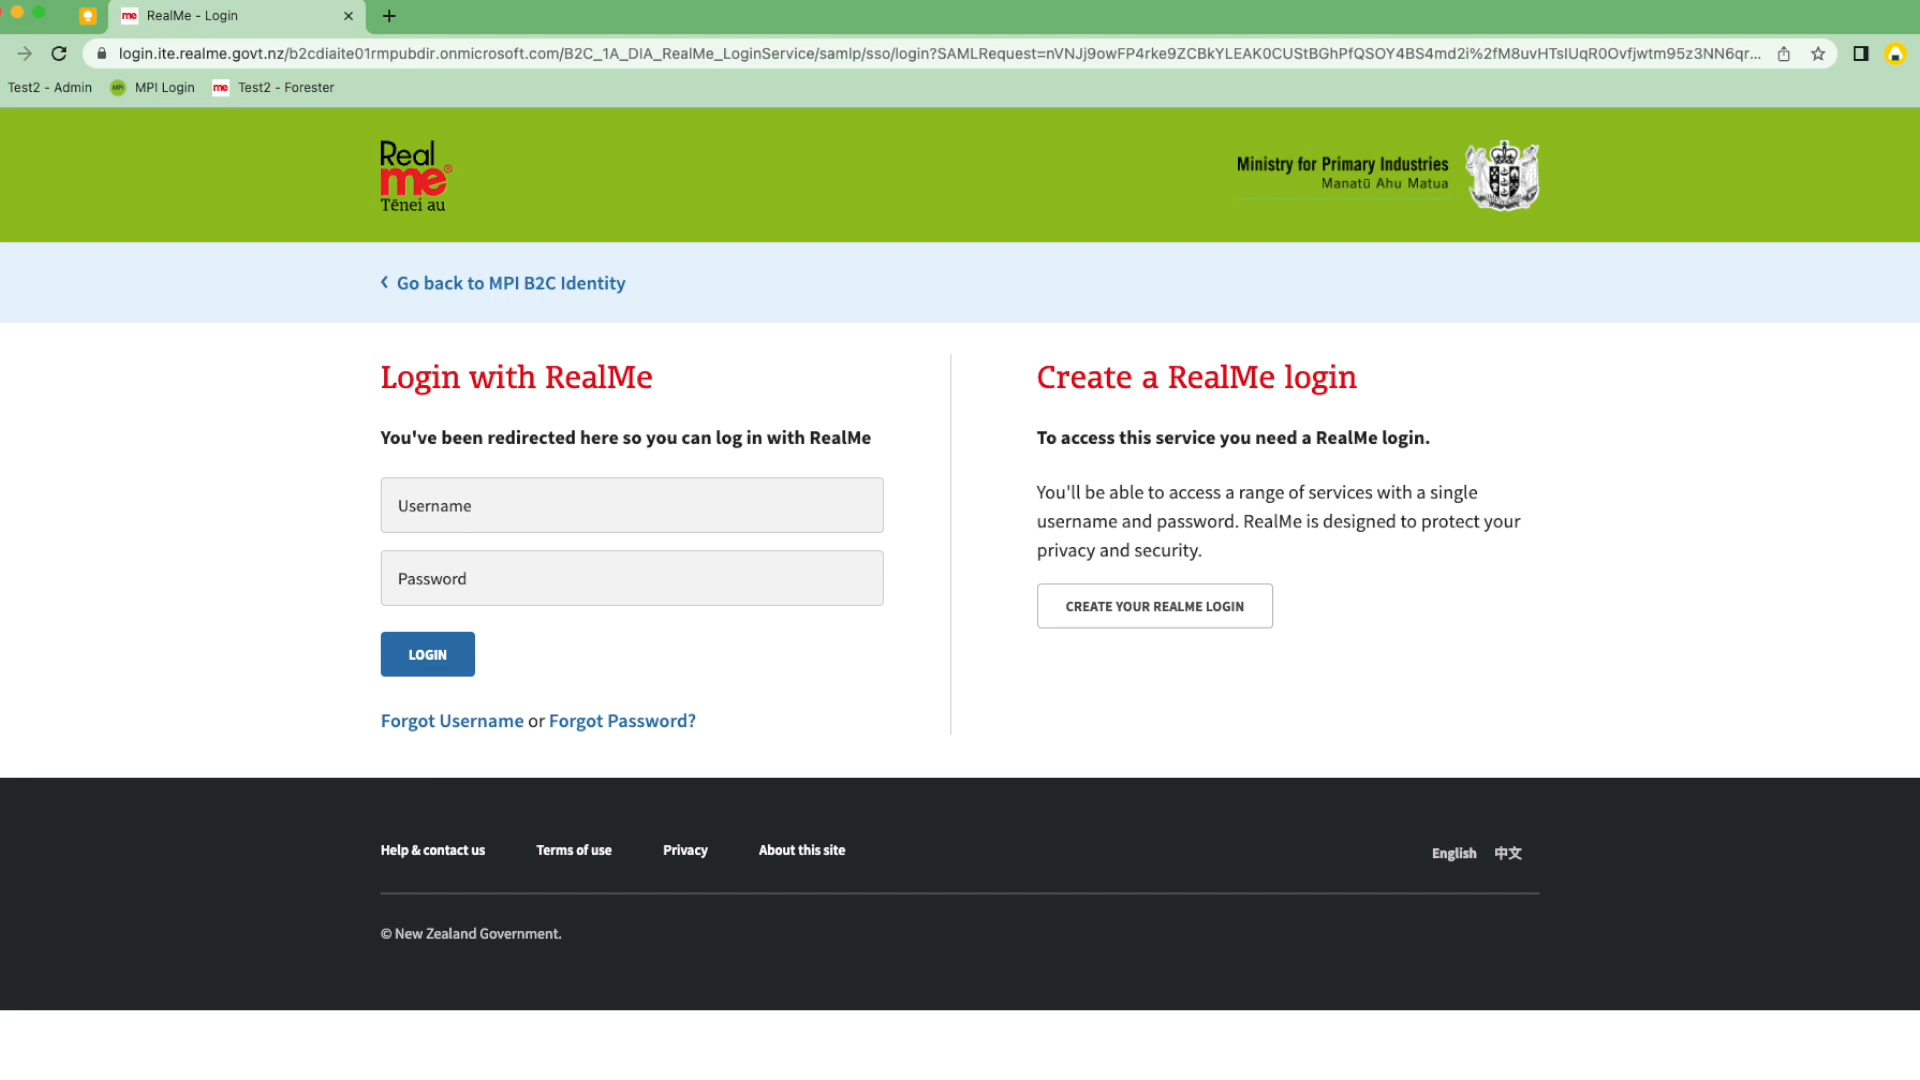 RealMe - Login
login.ite.realme.govt.nz/b2cdiaite01rmpubdir.onmicrosoft.com/B2C_1A_DIA_RealMe_LoginService/samlp/sso/login?SAMLRequest=nVNJj9owFP4rke9ZCBkYLEAK0CUStBGhPfQSOY4BS4md2i%2fM8uvHTsIUqR0Ovfjwtm95z3NN6qr...
Test2 - Admin
MPI
MPI Login
me
Test2 - Forester
Real
me®
Tēnei au
Ministry for Primary Industries
Manatū Ahu Matua
Go back to MPI B2C Identity
Login with RealMe
You've been redirected here so you can log in with RealMe
Username
Password
LOGIN
Forgot Username or Forgot Password?
Create a RealMe login
To access this service you need a RealMe login.
You'll be able to access a range of services with a single
username and password. RealMe is designed to protect your
privacy and security.
CREATE YOUR REALME LOGIN
Help & contact us
Terms of use
Privacy
About this site
English
中文
© New Zealand Government.